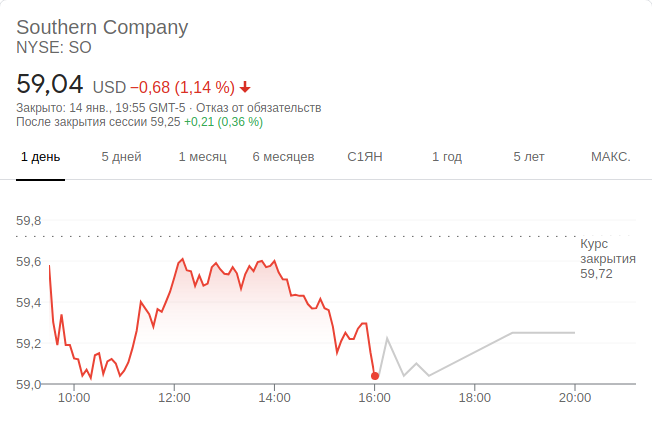 Southern Company
NYSE: SO
59,04 USD −0,68 (1,14 %)
Закрыто: 14 янв., 19:55 GMT-5 · Отказ от обязательств
После закрытия сессии 59,25 +0,21 (0,36 %)
1 день 5 дней 1 месяц 6 месяцев С1ЯН 1 год 5 лет МАКС.
59,8
Курс
закрытия
59,72
59,6
59,4
59,2
59,0
10:00 12:00 14:00 16:00 18:00 20:00